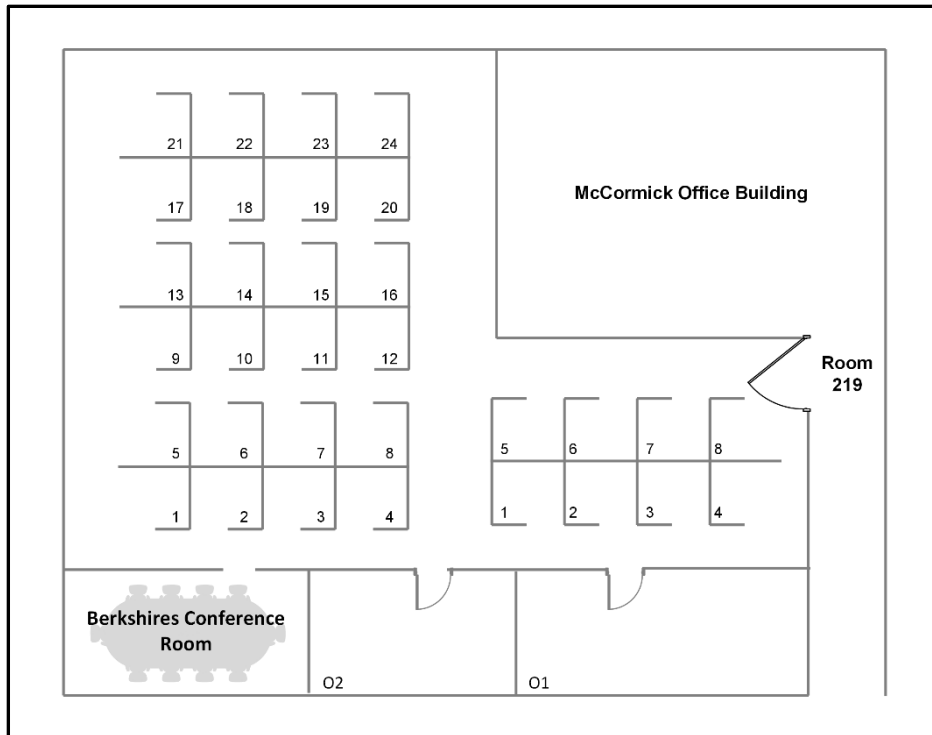 21 22 23 24
McCormick Office Building
17 18 19 20
13 14 15 16
9 10 11 12
Room
219
5 6 7 8
5 6 7 8
1 2 3 4
1 2 3 4
Berkshires Conference
Room
O2
O1